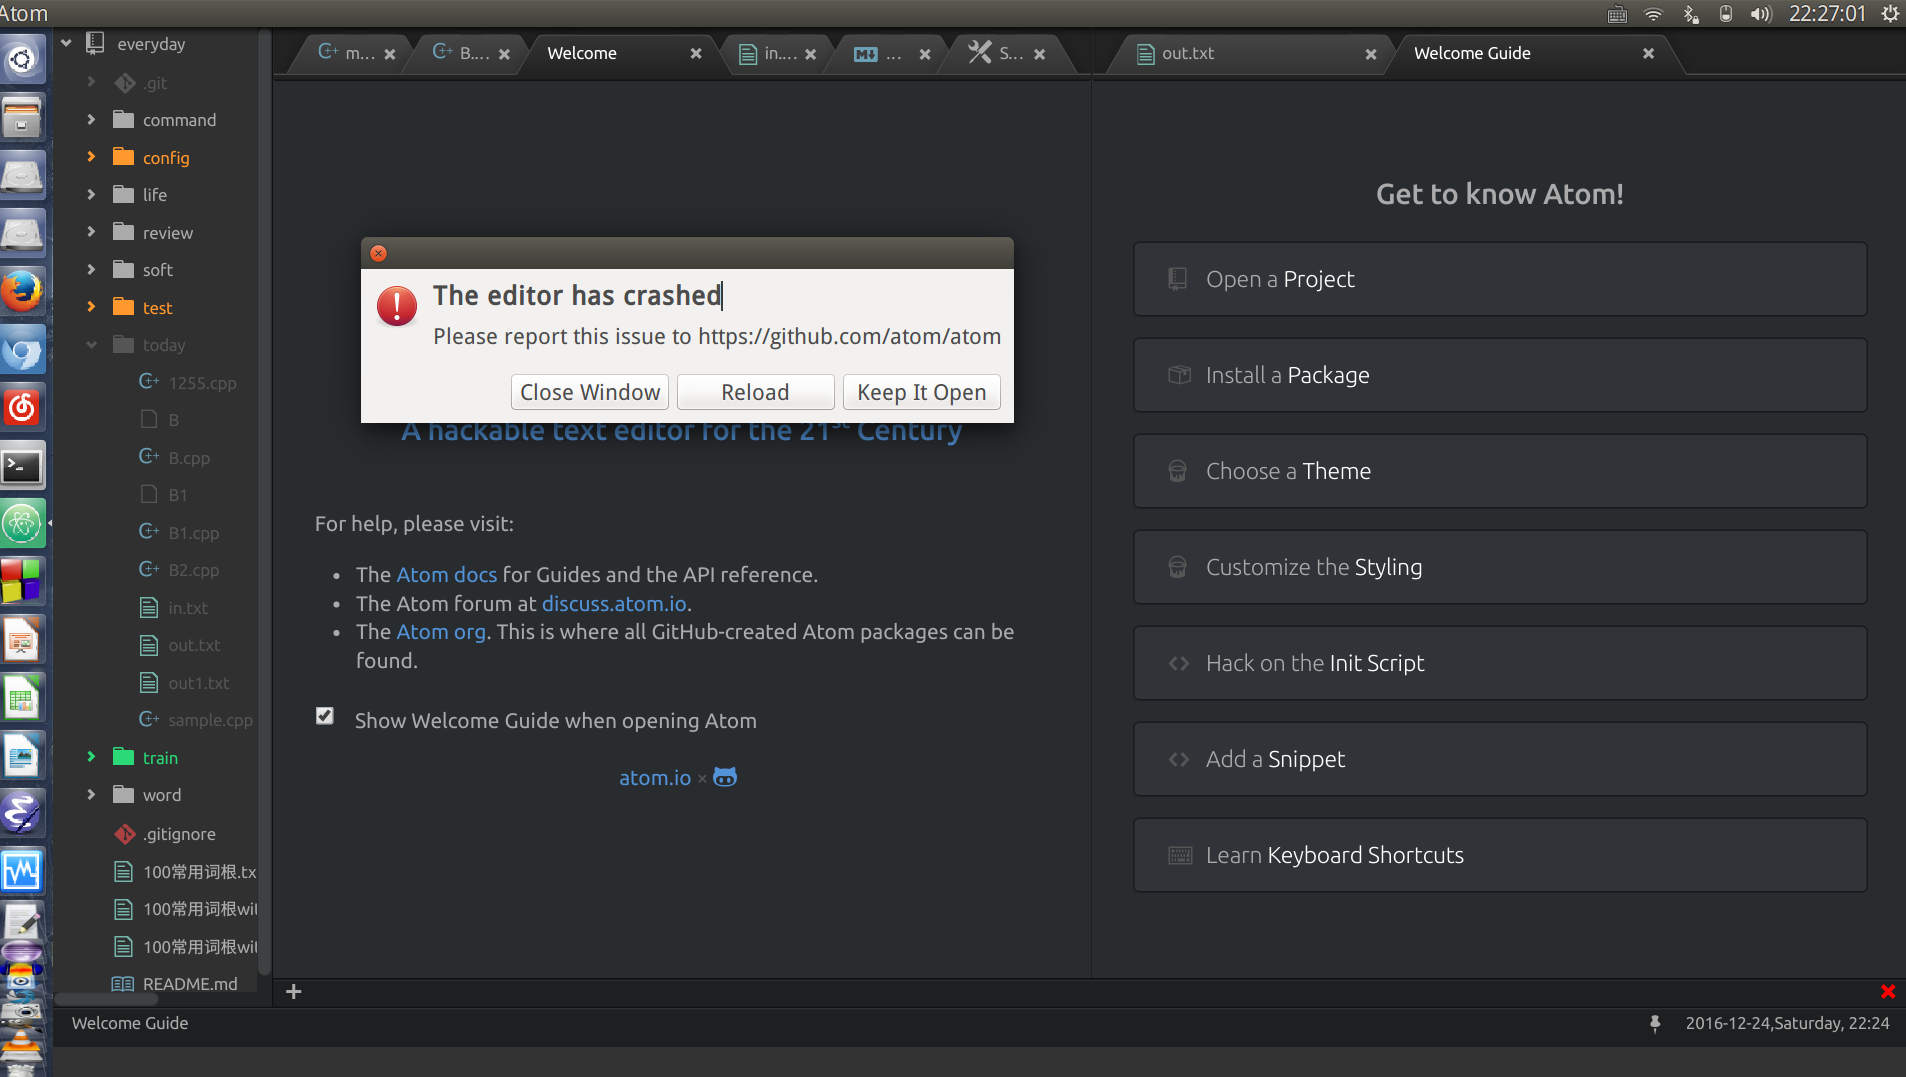 Atom
22:27:01
everyday
.git
command
config
life
review
soft
test
today
1255.cpp
B
B.cpp
B1
B1.cpp
B2.cpp
in.txt
out.txt
out1.txt
sample.cpp
train
word
.gitignore
100常用词根.tx
100常用词根wit
100常用词根wit
README.md
m...
B....
Welcome
in....
...
S...
out.txt
Welcome Guide
The editor has crashed
Please report this issue to https://github.com/atom/atom
Close Window
Reload
Keep It Open
A hackable text editor for the 21st Century
For help, please visit:
• The Atom docs for Guides and the API reference.
• The Atom forum at discuss.atom.io.
• The Atom org. This is where all GitHub-created Atom packages can be
found.
Show Welcome Guide when opening Atom
atom.io ×
Get to know Atom!
Open a Project
Install a Package
Choose a Theme
Customize the Styling
Hack on the Init Script
Add a Snippet
Learn Keyboard Shortcuts
Welcome Guide
2016-12-24,Saturday, 22:24